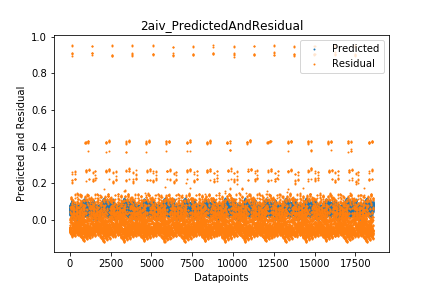 2aiv_PredictedAndResidual
Predicted and Residual
1.0
0.8
0.6
0.4
0.2
0.0
Predicted
Residual
0 2500 5000 7500 10000 12500 15000 17500
Datapoints